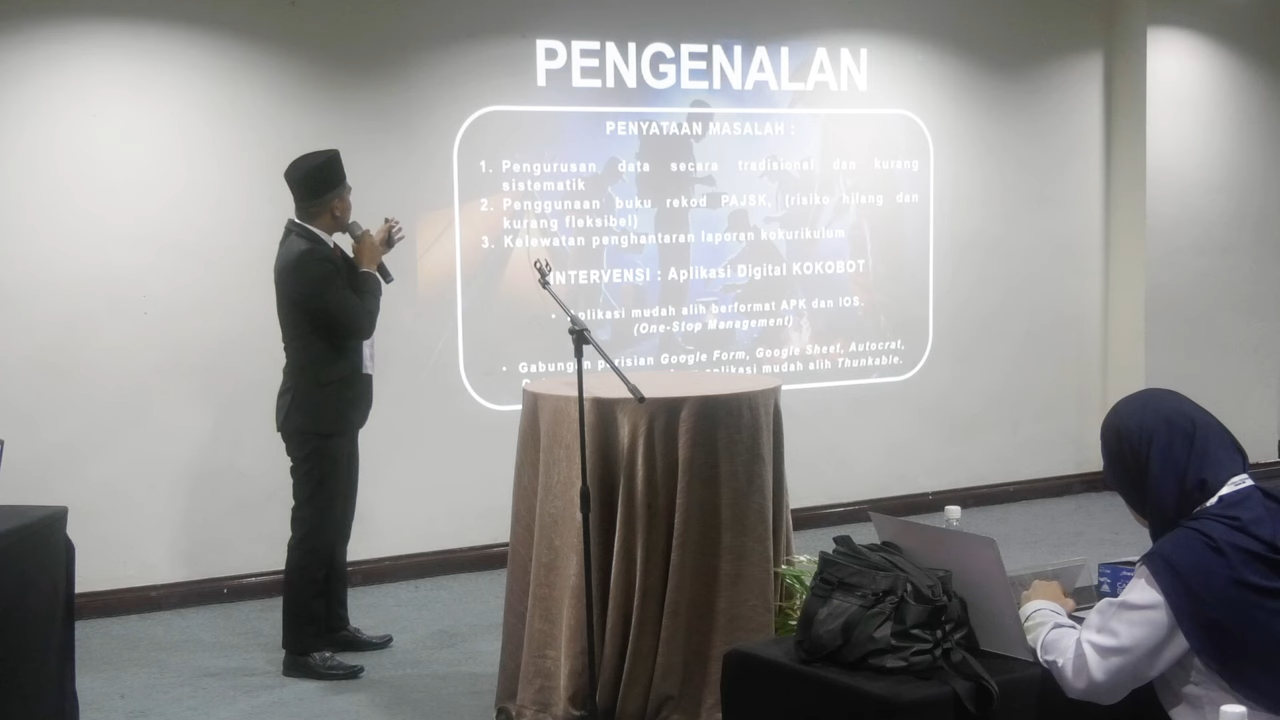 PENGENALAN
PENYATAAN MASALAH :
1. Pengurusan data secara tradisional dan kurang
sistematik
2. Penggunaan buku rekod PAJSK, (risiko hilang dan
kurang fleksibel)
3. Kelewatan penghantaran laporan kokurikulum
INTERVENSI : Aplikasi Digital KOKOBOT
• Aplikasi mudah alih berformat APK dan IOS.
(One-Stop Management)
• Gabungan perisian Google Form, Google Sheet, Autocrat,
aplikasi mudah alih Thunkable.